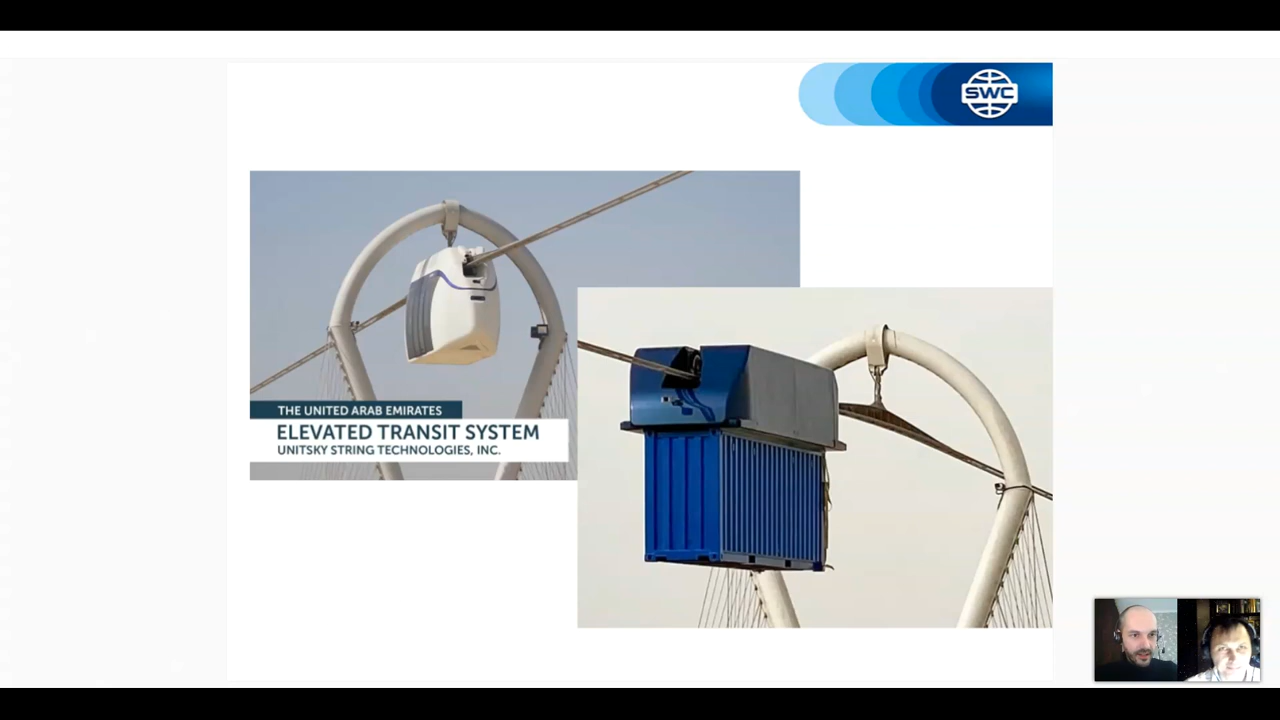 SWC
THE UNITED ARAB EMIRATES
ELEVATED TRANSIT SYSTEM
UNITSKY STRING TECHNOLOGIES, INC.